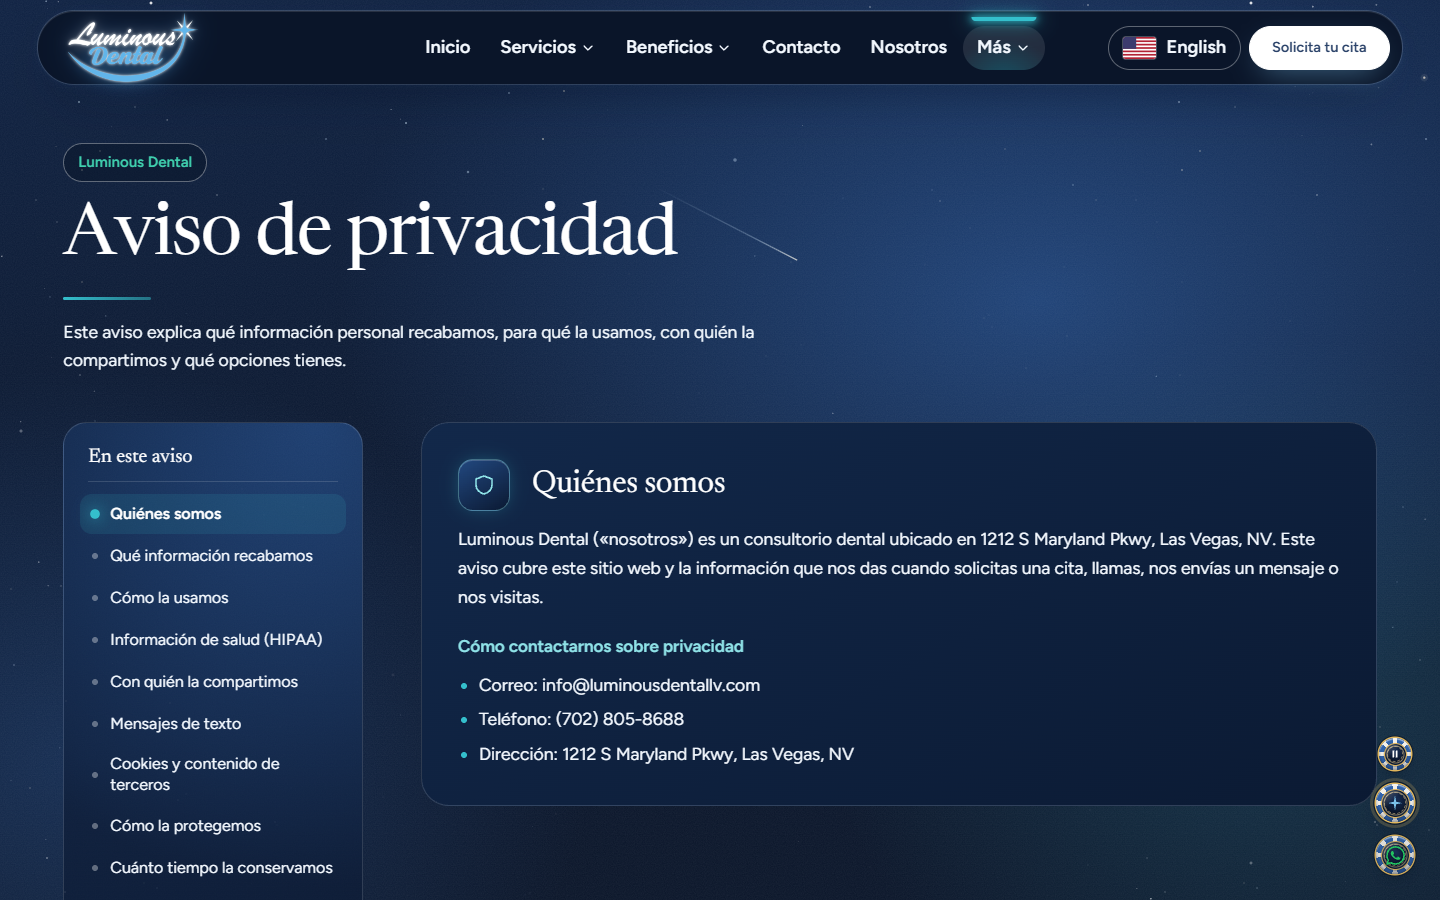 Luminous
Dental
Inicio
Servicios
Beneficios
Contacto
Nosotros
Más
English
Solicita tu cita
Luminous Dental
Aviso de privacidad
Este aviso explica qué información personal recabamos, para qué la usamos, con quién la
compartimos y qué opciones tienes.
En este aviso
Quiénes somos
Qué información recabamos
Cómo la usamos
Información de salud (HIPAA)
Con quién la compartimos
Mensajes de texto
Cookies y contenido de
terceros
Cómo la protegemos
Cuánto tiempo la conservamos
Quiénes somos
Luminous Dental («nosotros») es un consultorio dental ubicado en 1212 S Maryland Pkwy, Las Vegas, NV. Este
aviso cubre este sitio web y la información que nos das cuando solicitas una cita, llamas, nos envías un mensaje o
nos visitas.
Cómo contactarnos sobre privacidad
Correo: info@luminousdentallv.com
Teléfono: (702) 805-8688
Dirección: 1212 S Maryland Pkwy, Las Vegas, NV